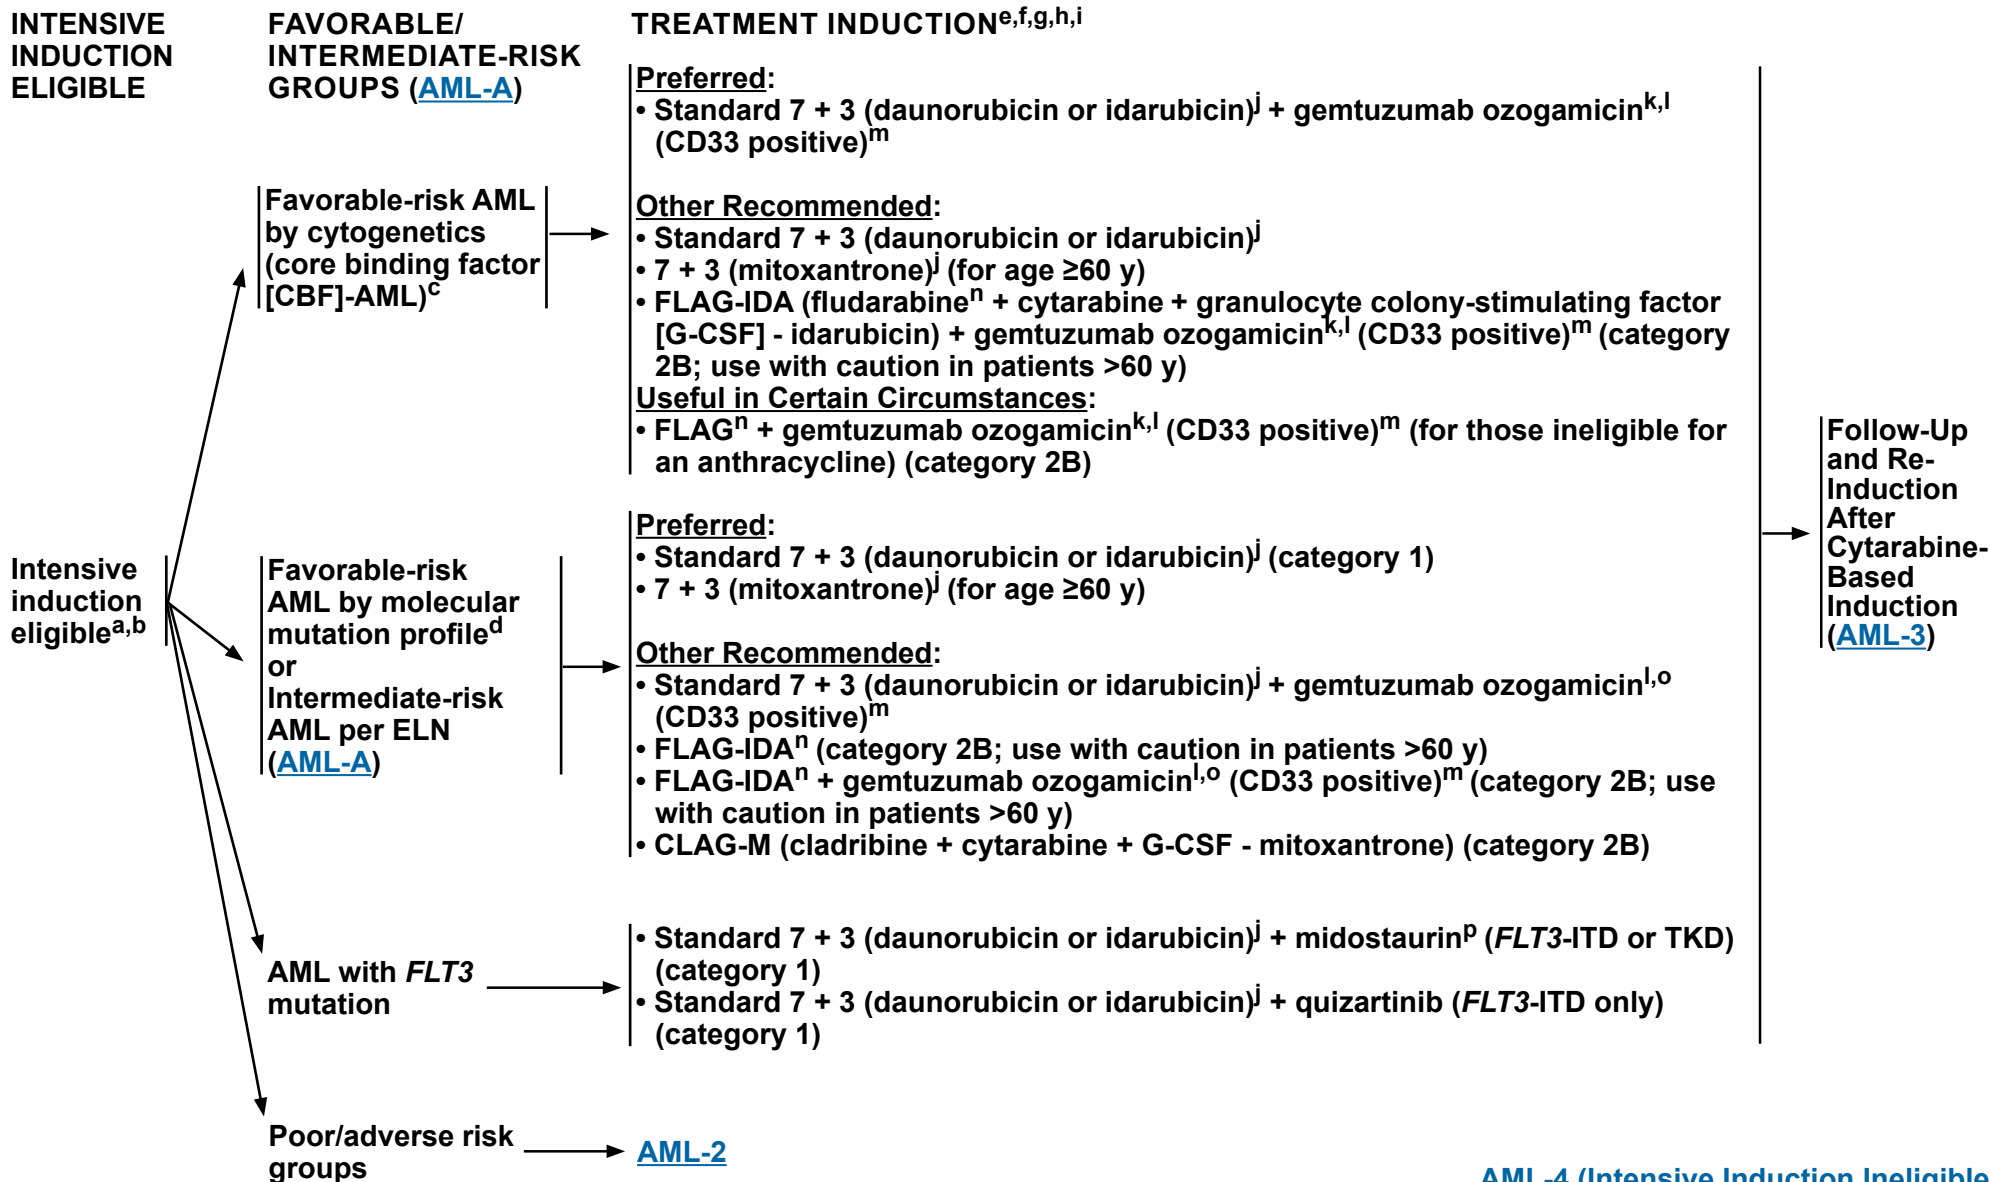 INTENSIVE
INDUCTION
ELIGIBLE
FAVORABLE/
INTERMEDIATE-RISK
GROUPS (AML-A)
TREATMENT INDUCTIONe,f,g,h,i
Intensive
induction
eligiblea,b
Favorable-risk AML
by cytogenetics
(core binding factor
[CBF]-AML)c
Preferred:
• Standard 7 + 3 (daunorubicin or idarubicin)j + gemtuzumab ozogamicink,l
(CD33 positive)m
Other Recommended:
• Standard 7 + 3 (daunorubicin or idarubicin)j
• 7 + 3 (mitoxantrone)j (for age ≥60 y)
• FLAG-IDA (fludarabinen + cytarabine + granulocyte colony-stimulating factor
[G-CSF] - idarubicin) + gemtuzumab ozogamicink,l (CD33 positive)m (category
2B; use with caution in patients >60 y)
Useful in Certain Circumstances:
• FLAGn + gemtuzumab ozogamicink,l (CD33 positive)m (for those ineligible for
an anthracycline) (category 2B)
Favorable-risk
AML by molecular
mutation profiled
or
Intermediate-risk
AML per ELN
(AML-A)
Preferred:
• Standard 7 + 3 (daunorubicin or idarubicin)j (category 1)
• 7 + 3 (mitoxantrone)j (for age ≥60 y)
Other Recommended:
• Standard 7 + 3 (daunorubicin or idarubicin)j + gemtuzumab ozogamicinl,o
(CD33 positive)m
• FLAG-IDAn (category 2B; use with caution in patients >60 y)
• FLAG-IDAn + gemtuzumab ozogamicinl,o (CD33 positive)m (category 2B; use
with caution in patients >60 y)
• CLAG-M (cladribine + cytarabine + G-CSF - mitoxantrone) (category 2B)
AML with FLT3
mutation
• Standard 7 + 3 (daunorubicin or idarubicin)j + midostaurinp (FLT3-ITD or TKD)
(category 1)
• Standard 7 + 3 (daunorubicin or idarubicin)j + quizartinib (FLT3-ITD only)
(category 1)
Poor/adverse risk
groups
AML-2
Follow-Up
and Re-
Induction
After
Cytarabine-
Based
Induction
(AML-3)
AML-4 (Intensive Induction Ineligible